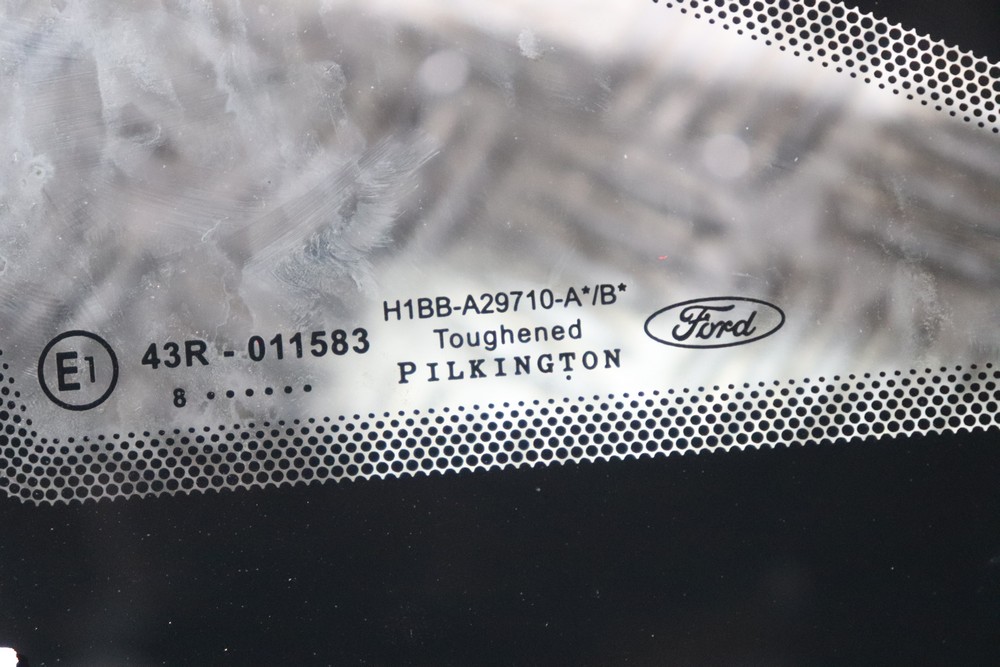 E1
43R - 011583
8 • • • • • •
H1BB-A29710-A*/B*
Toughened
PILKINGTON
Ford